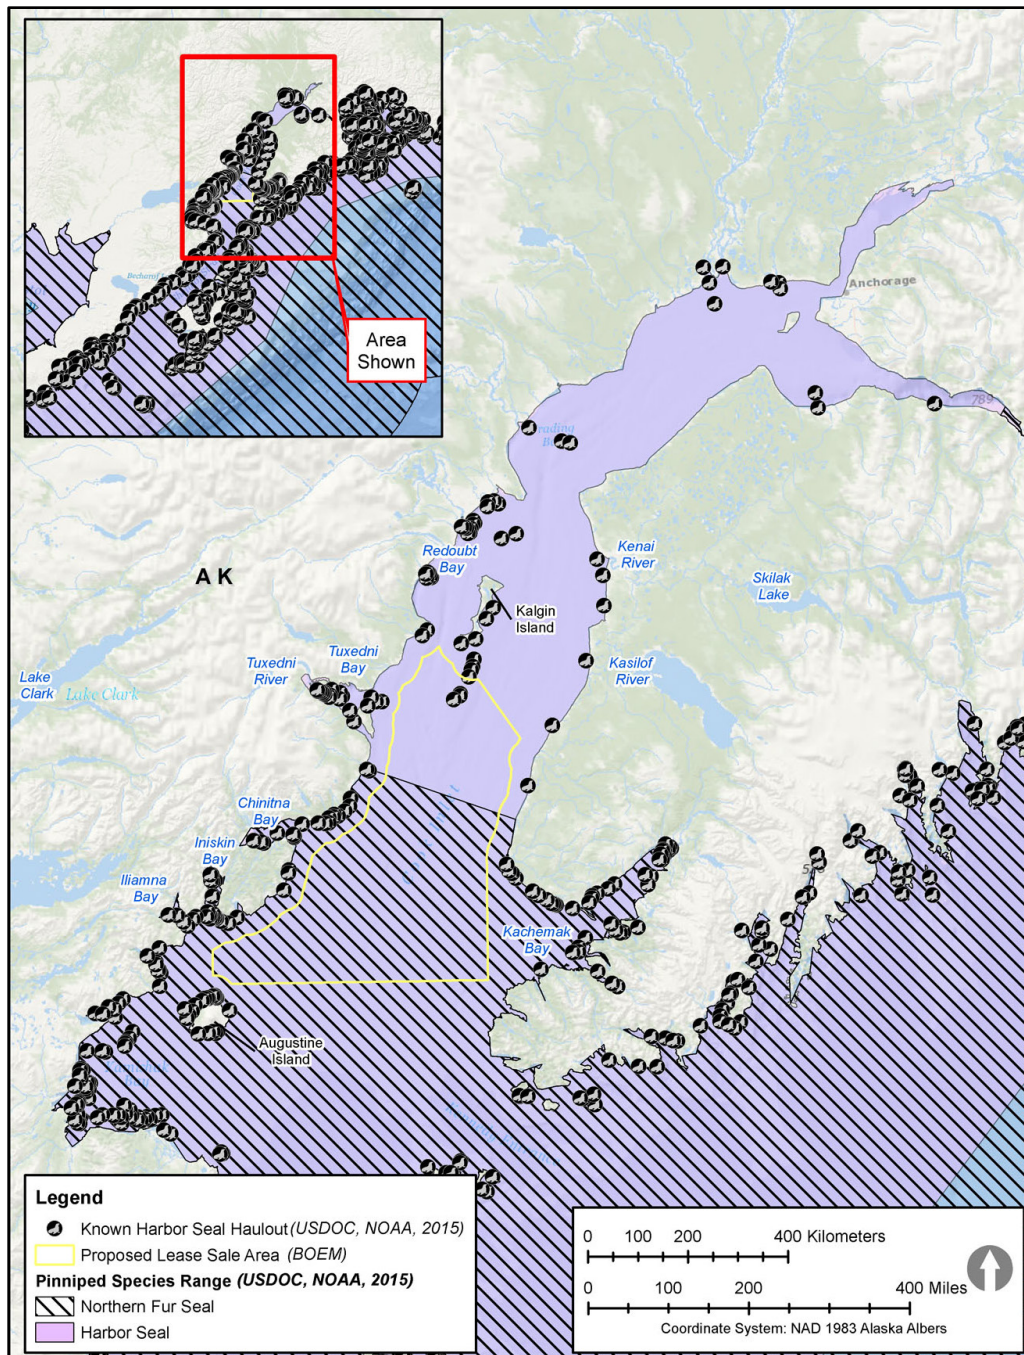 Area
Shown
Anchorage
789
Redoubt
Bay
Kenai
River
AK
Skilak
Lake
Kalgin
Island
Tuxedni
Bay
Tuxedni
River
Kasilof
River
Lake
Clark
Lake Clark
Chinitna
Bay
Iniskin
Bay
Iliamna
Bay
Kachemak
Bay
Augustine
Island
Legend
Known Harbor Seal Haulout (USDOC, NOAA, 2015)
Proposed Lease Sale Area (BOEM)
Pinniped Species Range (USDOC, NOAA, 2015)
Northern Fur Seal
Harbor Seal
0 100 200 400 Kilometers
0 100 200 400 Miles
Coordinate System: NAD 1983 Alaska Albers